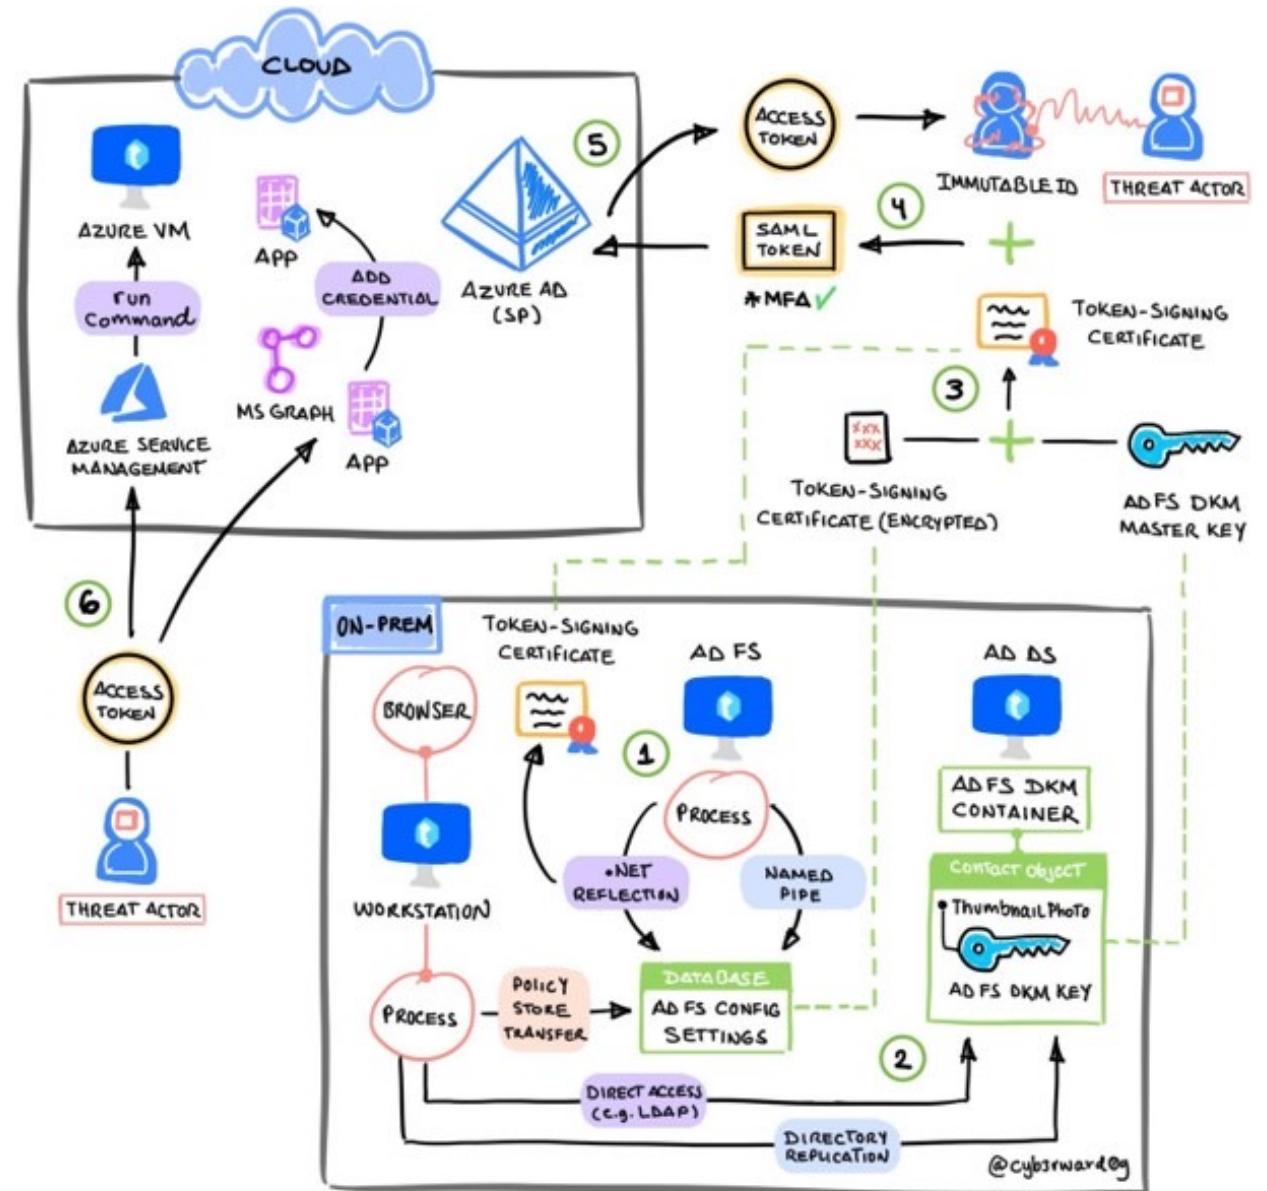 CLOUD
AZURE VM
run
Command
AZURE SERVICE
MANAGEMENT
APP
ADD
CREDENTIAL
MS GRAPH
APP
AZURE AD
(SP)
5
ACCESS
TOKEN
IMMUTABLE ID
THREAT ACTOR
4
SAML
TOKEN
*MFA ✓
TOKEN-SIGNING
CERTIFICATE
3
XXX
XXX
TOKEN-SIGNING
CERTIFICATE (ENCRYPTED)
AD FS DKM
MASTER KEY
6
ACCESS
TOKEN
THREAT ACTOR
ON-PREM
BROWSER
WORKSTATION
PROCESS
TOKEN-SIGNING
CERTIFICATE
AD FS
1
PROCESS
.NET
REFLECTION
NAMED
PIPE
POLICY
STORE
TRANSFER
DATABASE
AD FS CONFIG
SETTINGS
AD DS
AD FS DKM
CONTAINER
Contact Object
ThumbnailPhoto
AD FS DKM KEY
2
DIRECT ACCESS
(e.g. LDAP)
DIRECTORY
REPLICATION
@cyb3rward0g